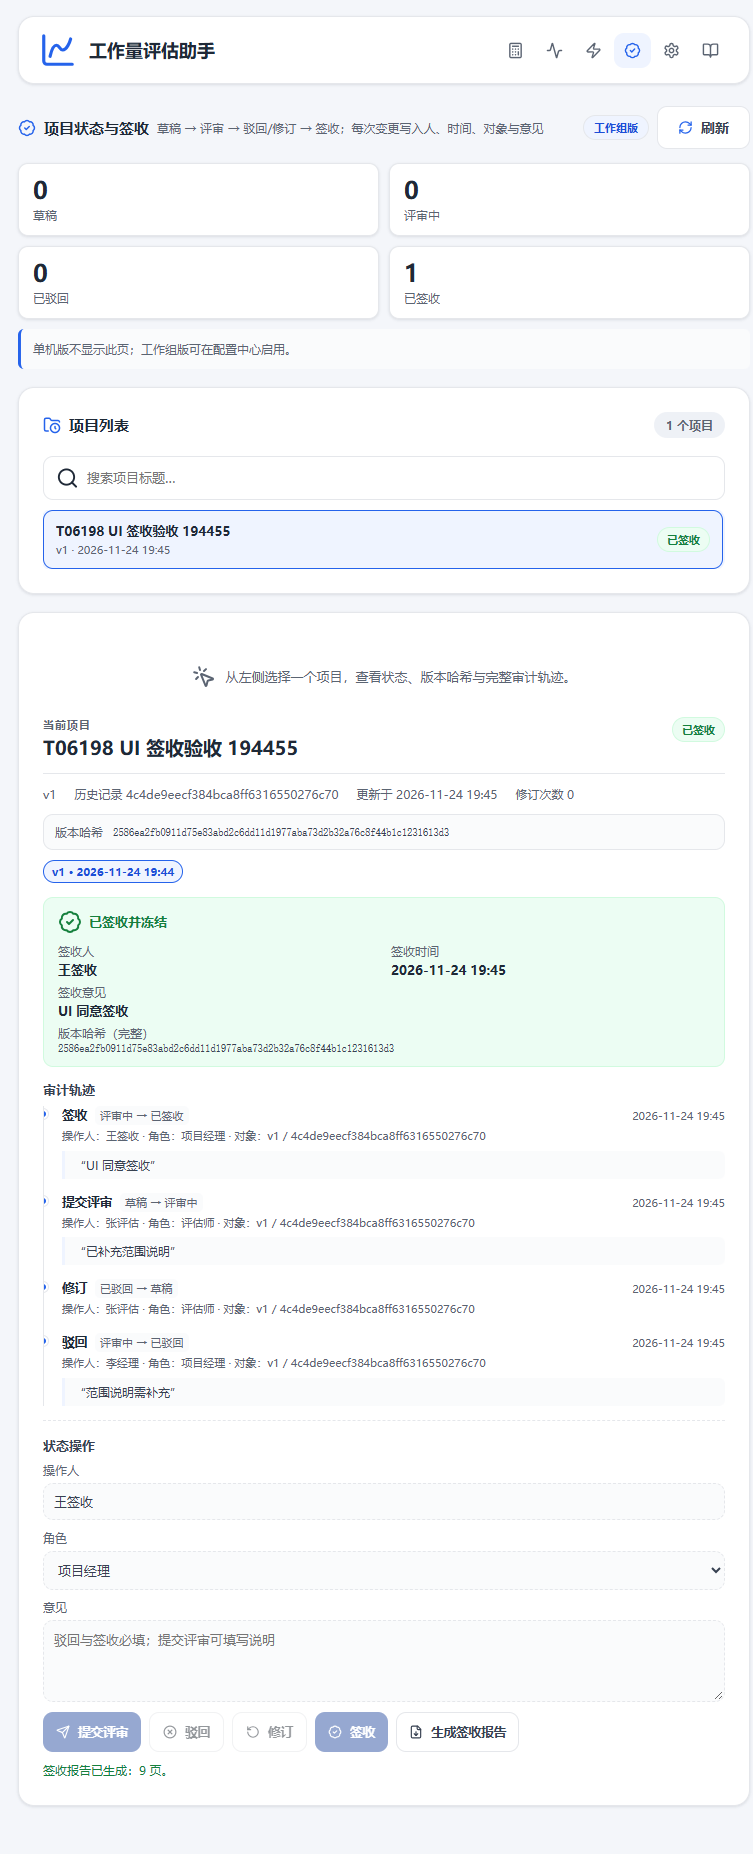 工作量评估助手
项目状态与签收 草稿 → 评审 → 驳回/修订 → 签收；每次变更写入人、时间、对象与意见 工作组版 刷新
0
草稿
0
评审中
0
已驳回
1
已签收
单机版不显示此页；工作组版可在配置中心启用。
项目列表 1 个项目
搜索项目标题...
T06198 UI 签收验收 194455
v1 · 2026-11-24 19:45
已签收
从左侧选择一个项目，查看状态、版本哈希与完整审计轨迹。
当前项目
T06198 UI 签收验收 194455
已签收
v1 历史记录 4c4de9eecf384bca8ff6316550276c70 更新于 2026-11-24 19:45 修订次数 0
版本哈希 2586ea2fb0911d75e83abd2c6dd11d1977aba73d2b32a76c8f44b1c1231613d3
v1 • 2026-11-24 19:44
已签收并冻结
签收人
王签收
签收时间
2026-11-24 19:45
签收意见
UI 同意签收
版本哈希（完整）
2586ea2fb0911d75e83abd2c6dd11d1977aba73d2b32a76c8f44b1c1231613d3
审计轨迹
签收 评审中 → 已签收 2026-11-24 19:45
操作人：王签收 · 角色：项目经理 · 对象：v1 / 4c4de9eecf384bca8ff6316550276c70
“UI 同意签收”
提交评审 草稿 → 评审中 2026-11-24 19:45
操作人：张评估 · 角色：评估师 · 对象：v1 / 4c4de9eecf384bca8ff6316550276c70
“已补充范围说明”
修订 已驳回 → 草稿 2026-11-24 19:45
操作人：张评估 · 角色：评估师 · 对象：v1 / 4c4de9eecf384bca8ff6316550276c70
驳回 评审中 → 已驳回 2026-11-24 19:45
操作人：李经理 · 角色：项目经理 · 对象：v1 / 4c4de9eecf384bca8ff6316550276c70
“范围说明需补充”
状态操作
操作人
王签收
角色
项目经理
意见
驳回与签收必填；提交评审可填写说明
提交评审 驳回 修订 签收 生成签收报告
签收报告已生成：9 页。